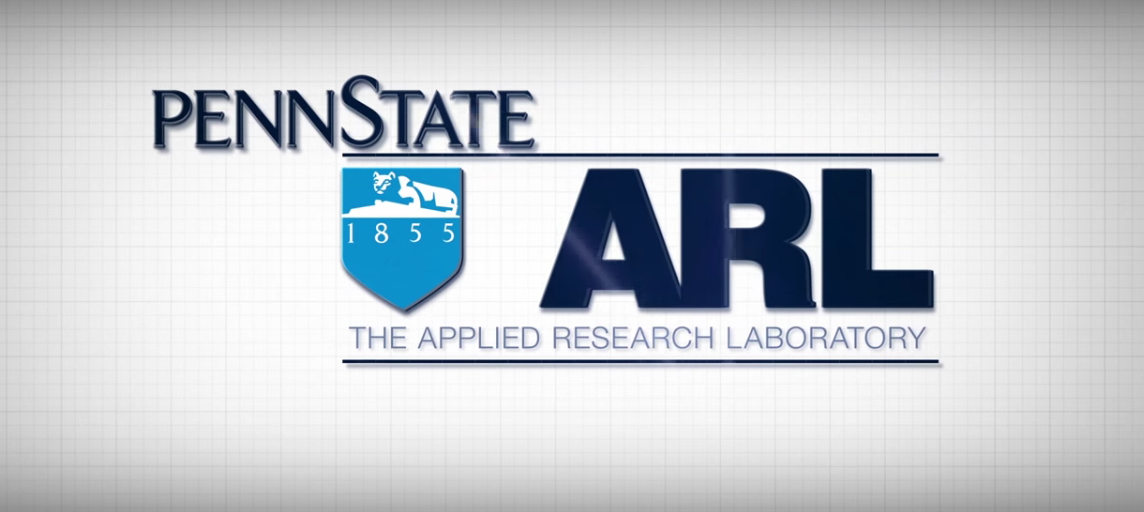 PENNSTATE
1855
ARL
THE APPLIED RESEARCH LABORATORY